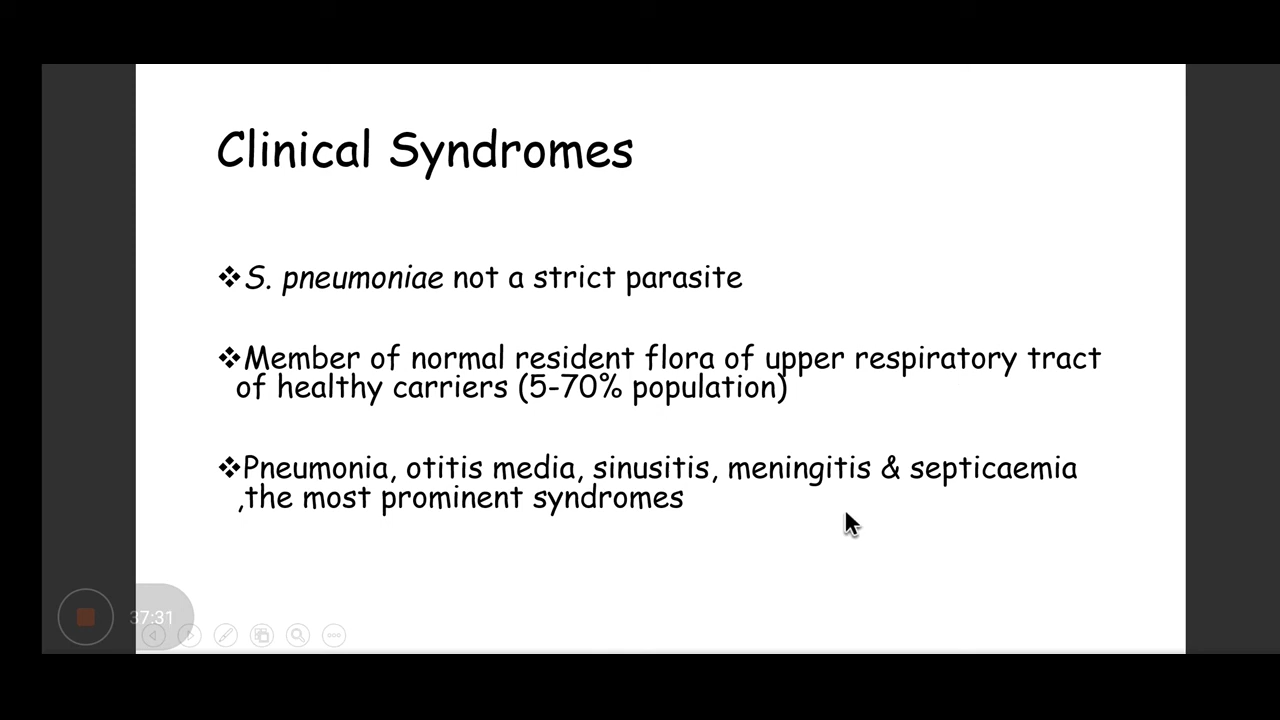 Clinical Syndromes
❖S. pneumoniae not a strict parasite
❖Member of normal resident flora of upper respiratory tract
of healthy carriers (5-70% population)
❖Pneumonia, otitis media, sinusitis, meningitis & septicaemia
,the most prominent syndromes
37:31